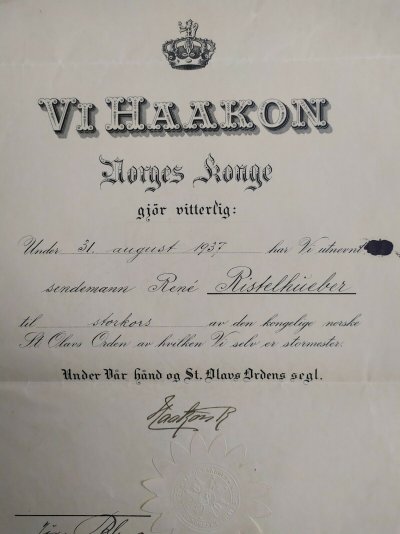 VI HAAKON
Norges Konge
gjör vitterlig:
Under 31. august 1937 har Vi utnevnt
sendemann René Ristelhüeber
til storkors av den kongelige norske
St Olavs Orden av hvilken Vi selv er stormester.
Under Vår hånd og St. Olavs Ordens segl.
Haakon R